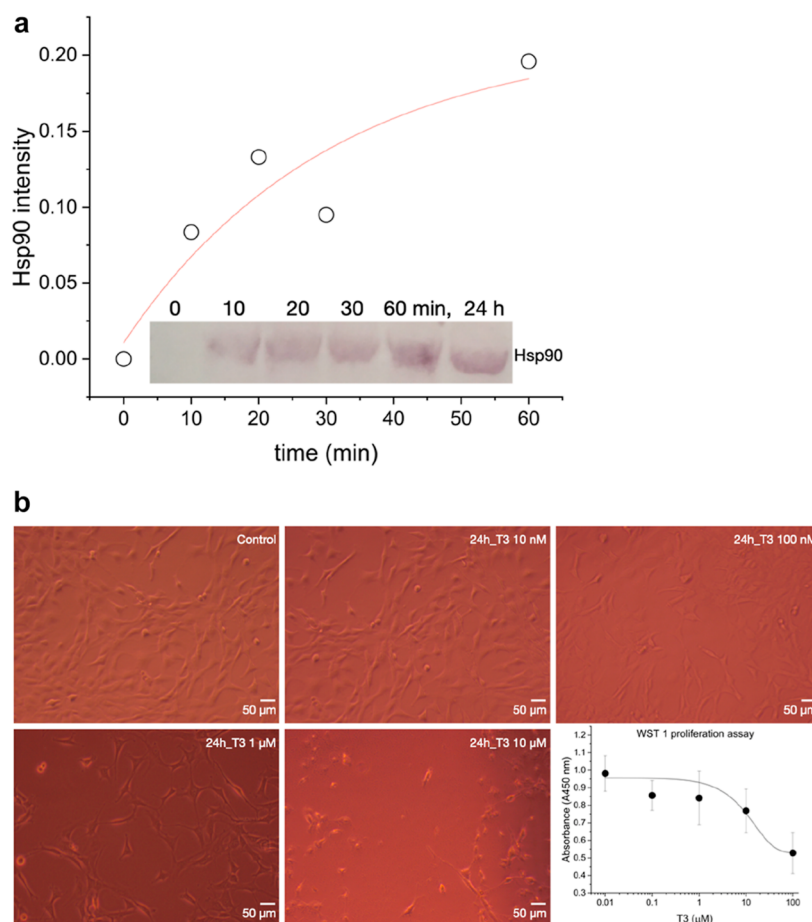 a
0.20
0.15
0.10
0.05
0.00
Hsp90 intensity
0 10 20 30 60 min, 24 h
Hsp90
0 10 20 30 40 50 60
time (min)
b
Control
50 µm
24h_T3 10 nM
50 µm
24h_T3 100 nM
50 µm
24h_T3 1 µM
50 µm
24h_T3 10 µM
50 µm
WST 1 proliferation assay
1.2
1.1
1.0
0.9
0.8
0.7
0.6
0.5
0.4
0.3
Absorbance (A450 nm)
0.01 0.1 1 10 100
T3 (µM)